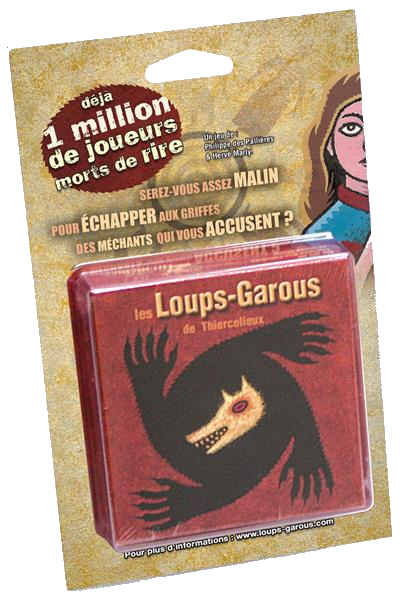 déjà
1 million
de joueurs
morts de rire
Un jeu de :
Philippe des Pallières
& Hervé Marly.
SEREZ-VOUS ASSEZ MALIN
POUR ÉCHAPPER AUX GRIFFES
DES MÉCHANTS QUI VOUS ACCUSENT ?
les Loups-Garous
de Thiercelieux
Pour plus d'informations : www.loups-garous.com